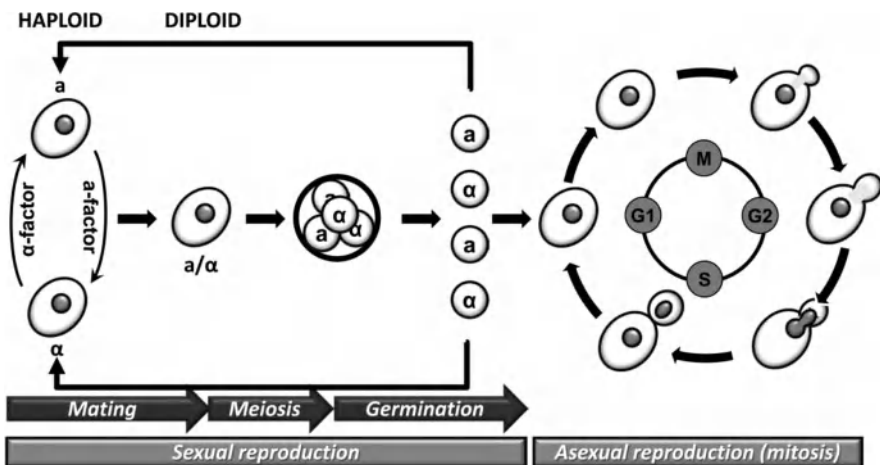 HAPLOID
DIPLOID
a
α-factor
a-factor
α
a/α
a
α
a
α
a
α
a
α
M
G1
G2
S
Mating
Meiosis
Germination
Sexual reproduction
Asexual reproduction (mitosis)